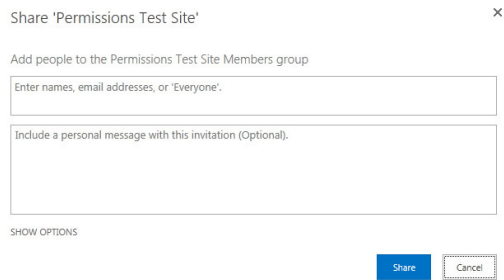 Share 'Permissions Test Site'
Add people to the Permissions Test Site Members group
Enter names, email addresses, or 'Everyone'.
Include a personal message with this invitation (Optional).
SHOW OPTIONS
Share
Cancel